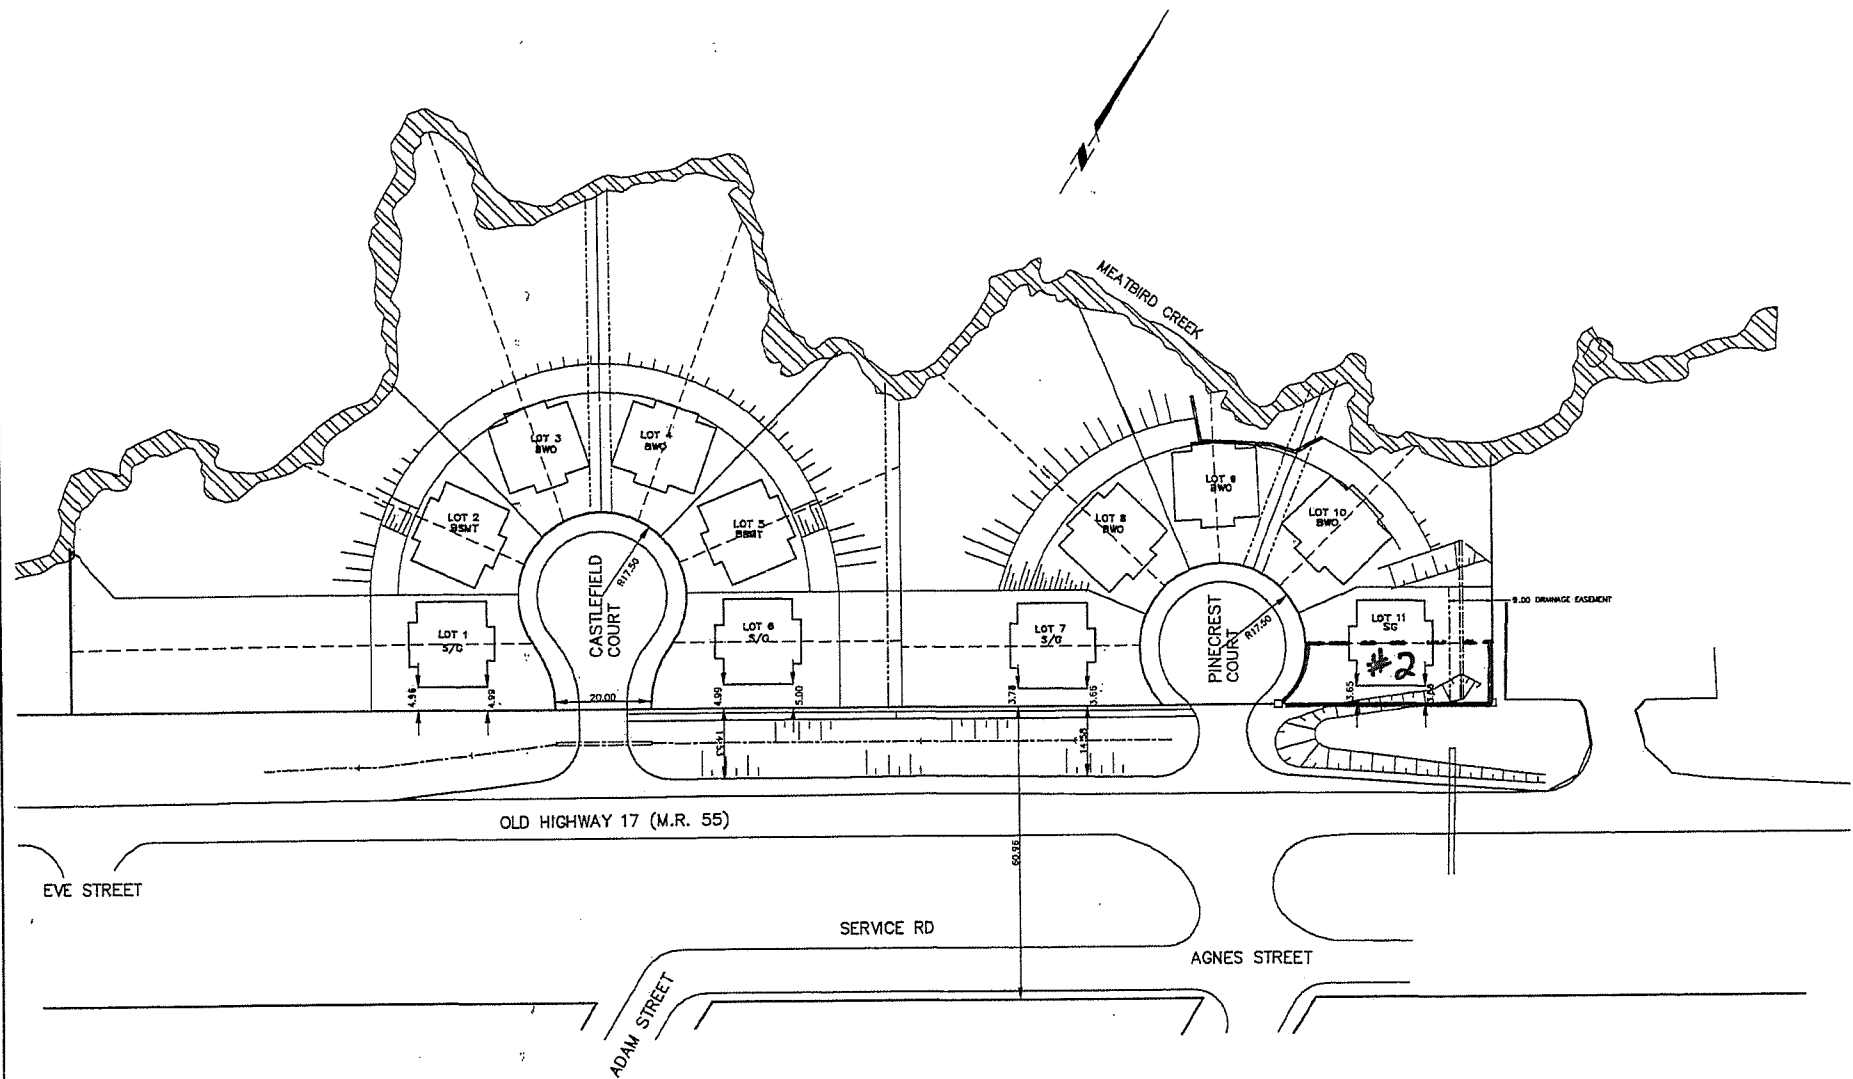 N
MEATBIRD CREEK
LOT 3
BWO
LOT 4
BWO
LOT 2
BSMT
LOT 5
BSMT
LOT 8
BWO
LOT 9
BWO
LOT 10
BWO
CASTLEFIELD
COURT
R17.50
PINECREST
COURT
R17.50
9.00 DRAINAGE EASEMENT
LOT 1
S/G
LOT 6
S/G
LOT 7
S/G
LOT 11
SG
#2
4.96
4.99
20.00
4.99
5.00
3.78
3.66
3.65
14.53
14.58
OLD HIGHWAY 17 (M.R. 55)
60.96
EVE STREET
SERVICE RD
AGNES STREET
ADAM STREET